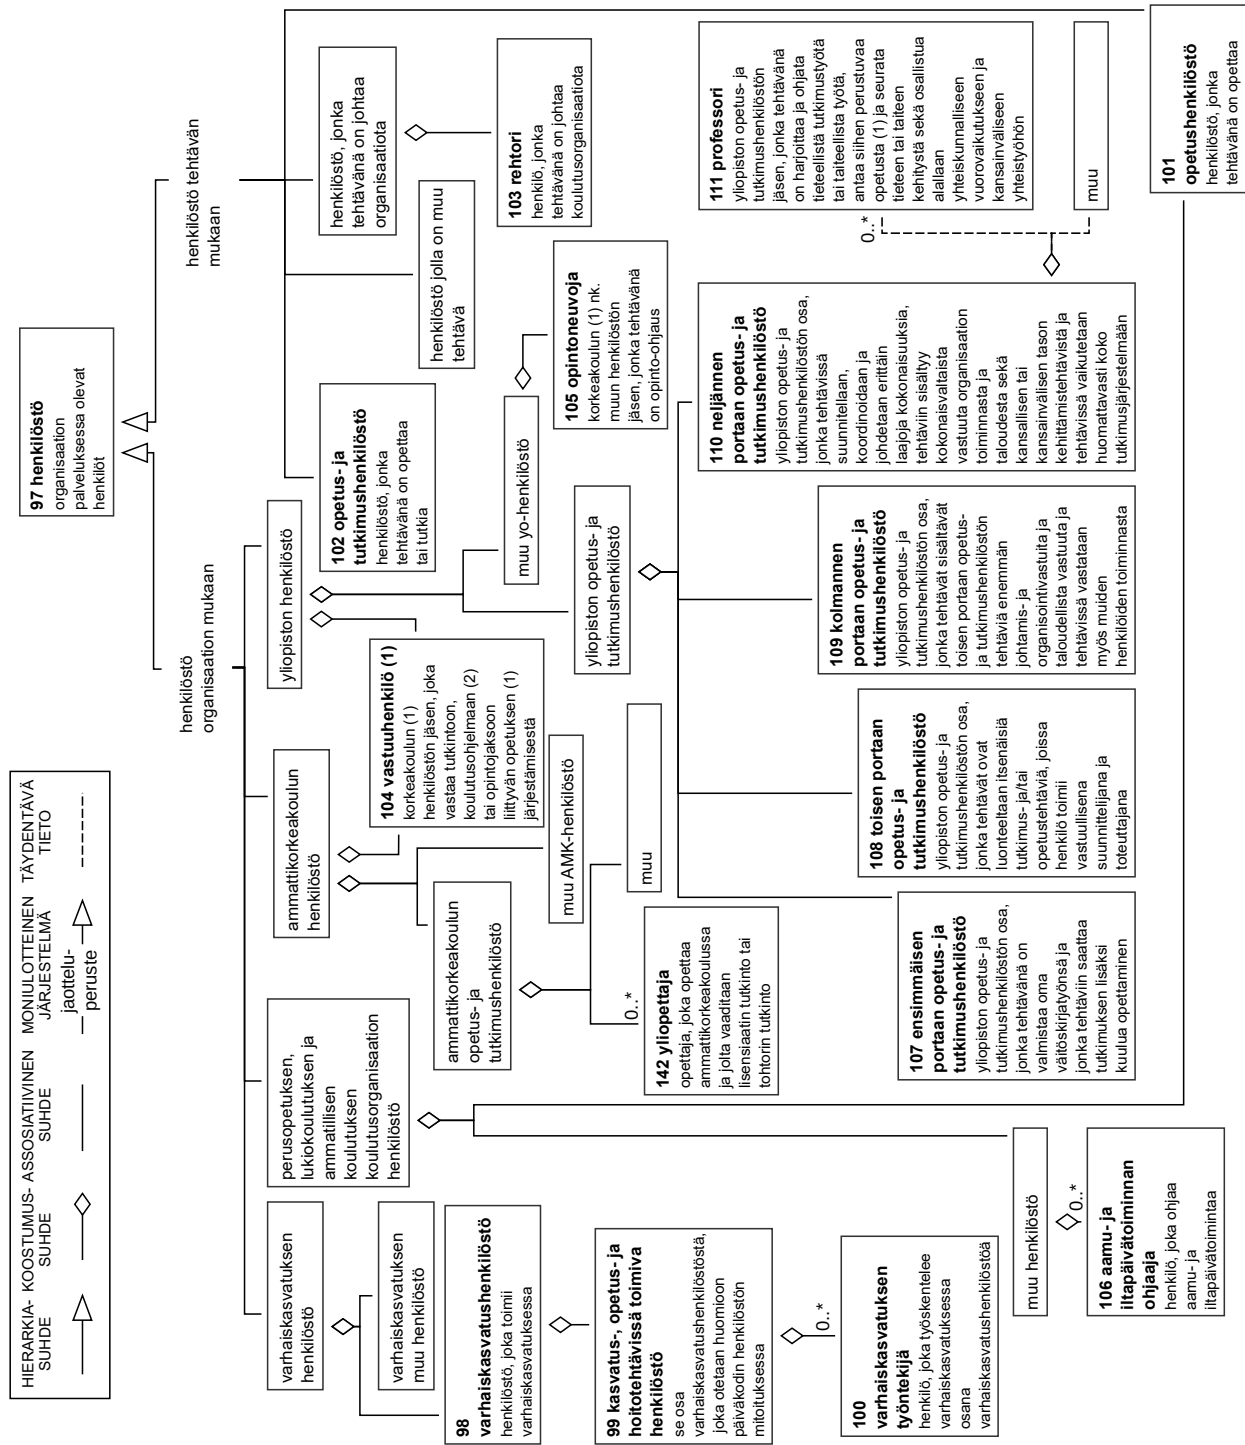 HIERARKIA-
SUHDE
KOOSTUMUS-
SUHDE
ASSOSIATIIVINEN
SUHDE
MONIULOTTEINEN
JÄRJESTELMÄ
jaottelu-
peruste
TÄYDENTÄVÄ
TIETO
97 henkilöstö
organisaation
palveluksessa olevat
henkilöt
henkilöstö
organisaation mukaan
henkilöstö tehtävän
mukaan
varhaiskasvatuksen
henkilöstö
perusopetuksen,
lukiokoulutuksen ja
ammatillisen
koulutuksen
koulutusorganisaation
henkilöstö
ammattikorkeakoulun
henkilöstö
yliopiston henkilöstö
102 opetus- ja
tutkimushenkilöstö
henkilöstö, jonka
tehtävänä on opettaa
tai tutkia
henkilöstö jolla on muu
tehtävä
henkilöstö, jonka
tehtävänä on johtaa
organisaatiota
103 rehtori
henkilö, jonka
tehtävänä on johtaa
koulutusorganisaatiota
varhaiskasvatuksen
muu henkilöstö
98
varhaiskasvatushenkilöstö
henkilöstö, joka toimii
varhaiskasvatuksessa
99 kasvatus-, opetus- ja
hoitotehtävissä toimiva
henkilöstö
se osa
varhaiskasvatushenkilöstöstä,
joka otetaan huomioon
päiväkodin henkilöstön
mitoituksessa
0..*
100
varhaiskasvatuksen
työntekijä
henkilö, joka työskentelee
varhaiskasvatuksessa
osana
varhaiskasvatushenkilöstöä
104 vastuuhenkilö (1)
korkeakoulun (1)
henkilöstön jäsen, joka
vastaa tutkintoon,
koulutusohjelmaan (2)
tai opintojaksoon
liittyvän opetuksen (1)
järjestämisestä
ammattikorkeakoulun
opetus- ja
tutkimushenkilöstö
muu AMK-henkilöstö
0..*
142 yliopettaja
opettaja, joka opettaa
ammattikorkeakoulussa
ja jolta vaaditaan
lisensiaatin tutkinto tai
tohtorin tutkinto
muu
muu yo-henkilöstö
105 opintoneuvoja
korkeakoulun (1) nk.
muun henkilöstön
jäsen, jonka tehtävänä
on opinto-ohjaus
yliopiston opetus- ja
tutkimushenkilöstö
107 ensimmäisen
portaan opetus- ja
tutkimushenkilöstö
yliopiston opetus- ja
tutkimushenkilöstön osa,
jonka tehtävänä on
valmistaa oma
väitöskirjatyönsä ja
jonka tehtäviin saattaa
tutkimuksen lisäksi
kuulua opettaminen
108 toisen portaan
opetus- ja
tutkimushenkilöstö
yliopiston opetus- ja
tutkimushenkilöstön osa,
jonka tehtävät ovat
luonteeltaan itsenäisiä
tutkimus- ja/tai
opetustehtäviä, joissa
henkilö toimii
vastuullisena
suunnittelijana ja
toteuttajana
109 kolmannen
portaan opetus- ja
tutkimushenkilöstö
yliopiston opetus- ja
tutkimushenkilöstön osa,
jonka tehtävät sisältävät
toisen portaan opetus-
ja tutkimushenkilöstön
tehtäviä enemmän
johtamis- ja
organisointivastuita ja
taloudellista vastuuta ja
tehtävissä vastataan
myös muiden
henkilöiden toiminnasta
110 neljännen
portaan opetus- ja
tutkimushenkilöstö
yliopiston opetus- ja
tutkimushenkilöstön osa,
jonka tehtävissä
suunnitellaan,
koordinoidaan ja
johdetaan erittäin
laajoja kokonaisuuksia,
tehtäviin sisältyy
kokonaisvaltaista
vastuuta organisaation
toiminnasta ja
taloudesta sekä
kansallisen tai
kansainvälisen tason
kehittämistehtävistä ja
tehtävissä vaikutetaan
huomattavasti koko
tutkimusjärjestelmään
0..*
111 professori
yliopiston opetus- ja
tutkimushenkilöstön
jäsen, jonka tehtävänä
on harjoittaa ja ohjata
tieteellistä tutkimustyötä
tai taiteellista työtä,
antaa siihen perustuvaa
opetusta (1) ja seurata
tieteen tai taiteen
kehitystä sekä osallistua
alallaan
yhteiskunnalliseen
vuorovaikutukseen ja
kansainväliseen
yhteistyöhön
muu
muu henkilöstö
0..*
106 aamu- ja
iltapäivätoiminnan
ohjaaja
henkilö, joka ohjaa
aamu- ja
iltapäivätoimintaa
101
opetushenkilöstö
henkilöstö, jonka
tehtävänä on opettaa